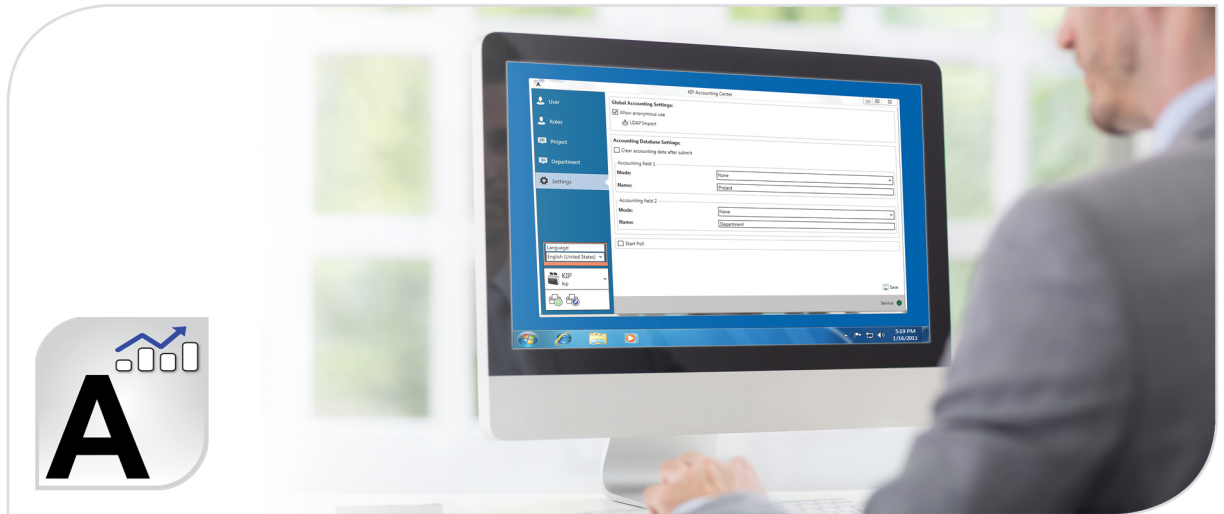 KIP Accounting Center
User
Roles
Project
Department
Settings
Global Accounting Settings:
Allow anonymous use
LDAP Import
Accounting Database Settings:
Clear accounting data after submit
Accounting field 1
Mode:
None
Name:
Project
Accounting field 2
Mode:
None
Name:
Department
Start Poll
Language
English (United States)
KIP
kip
Save
Service
5:19 PM
1/16/2011
A